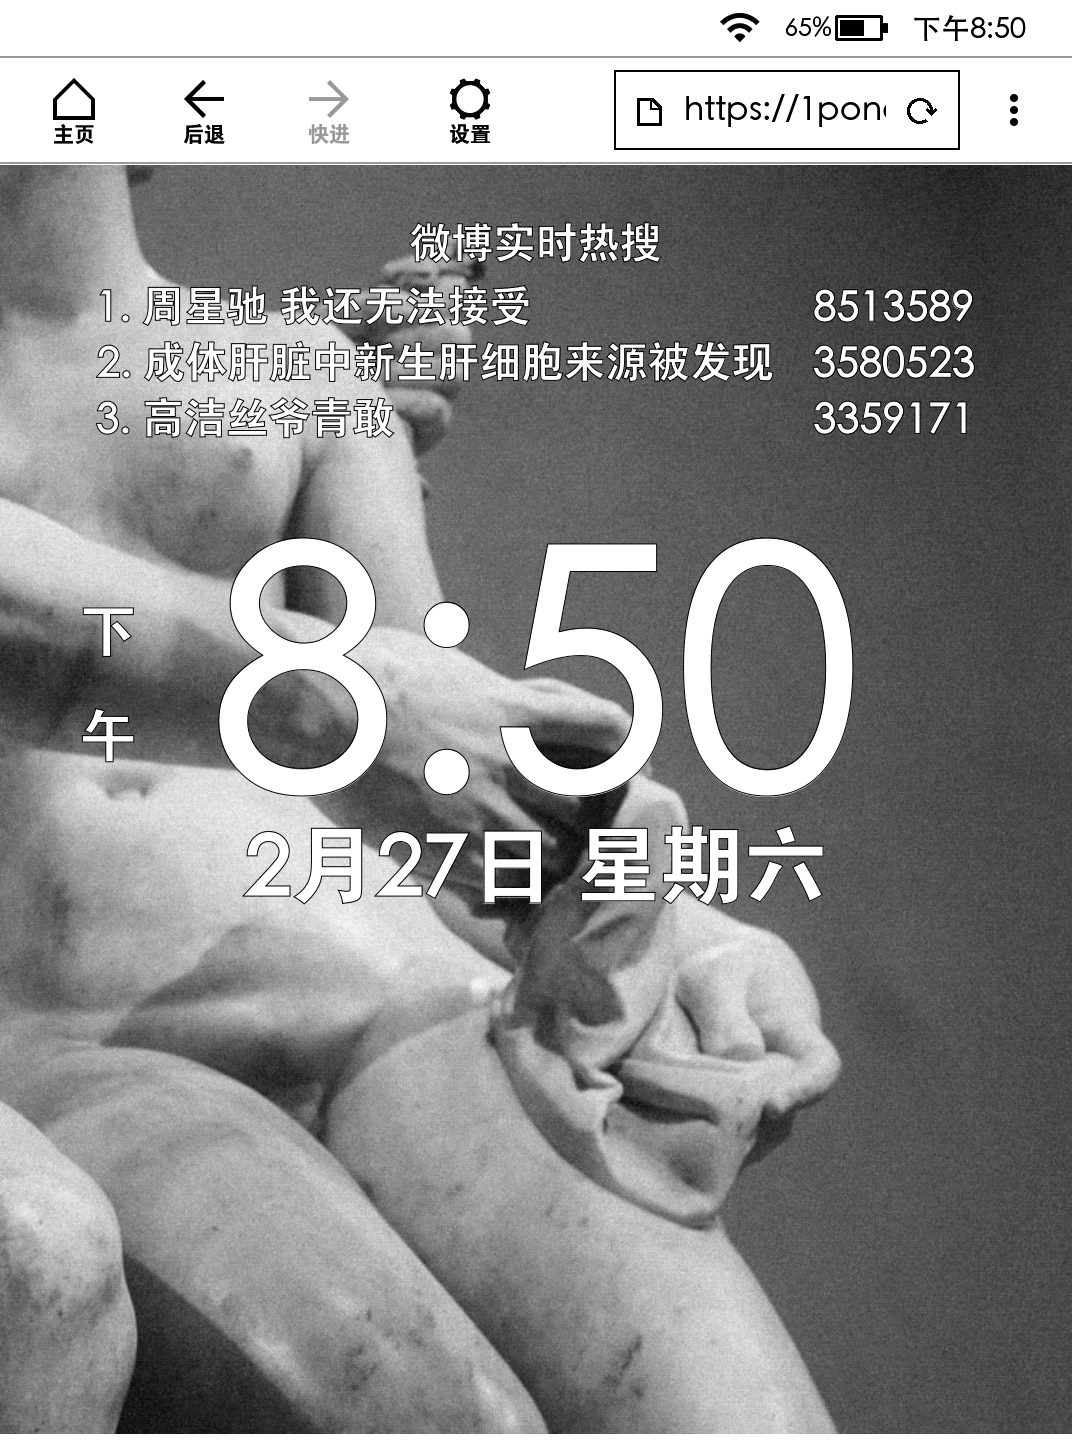 65% 下午8:50
主页 后退 快进 设置 https://1pon
微博实时热搜
1. 周星驰 我还无法接受 8513589
2. 成体肝脏中新生肝细胞来源被发现 3580523
3. 高洁丝爷青敢 3359171
下午 8:50
2月27日 星期六